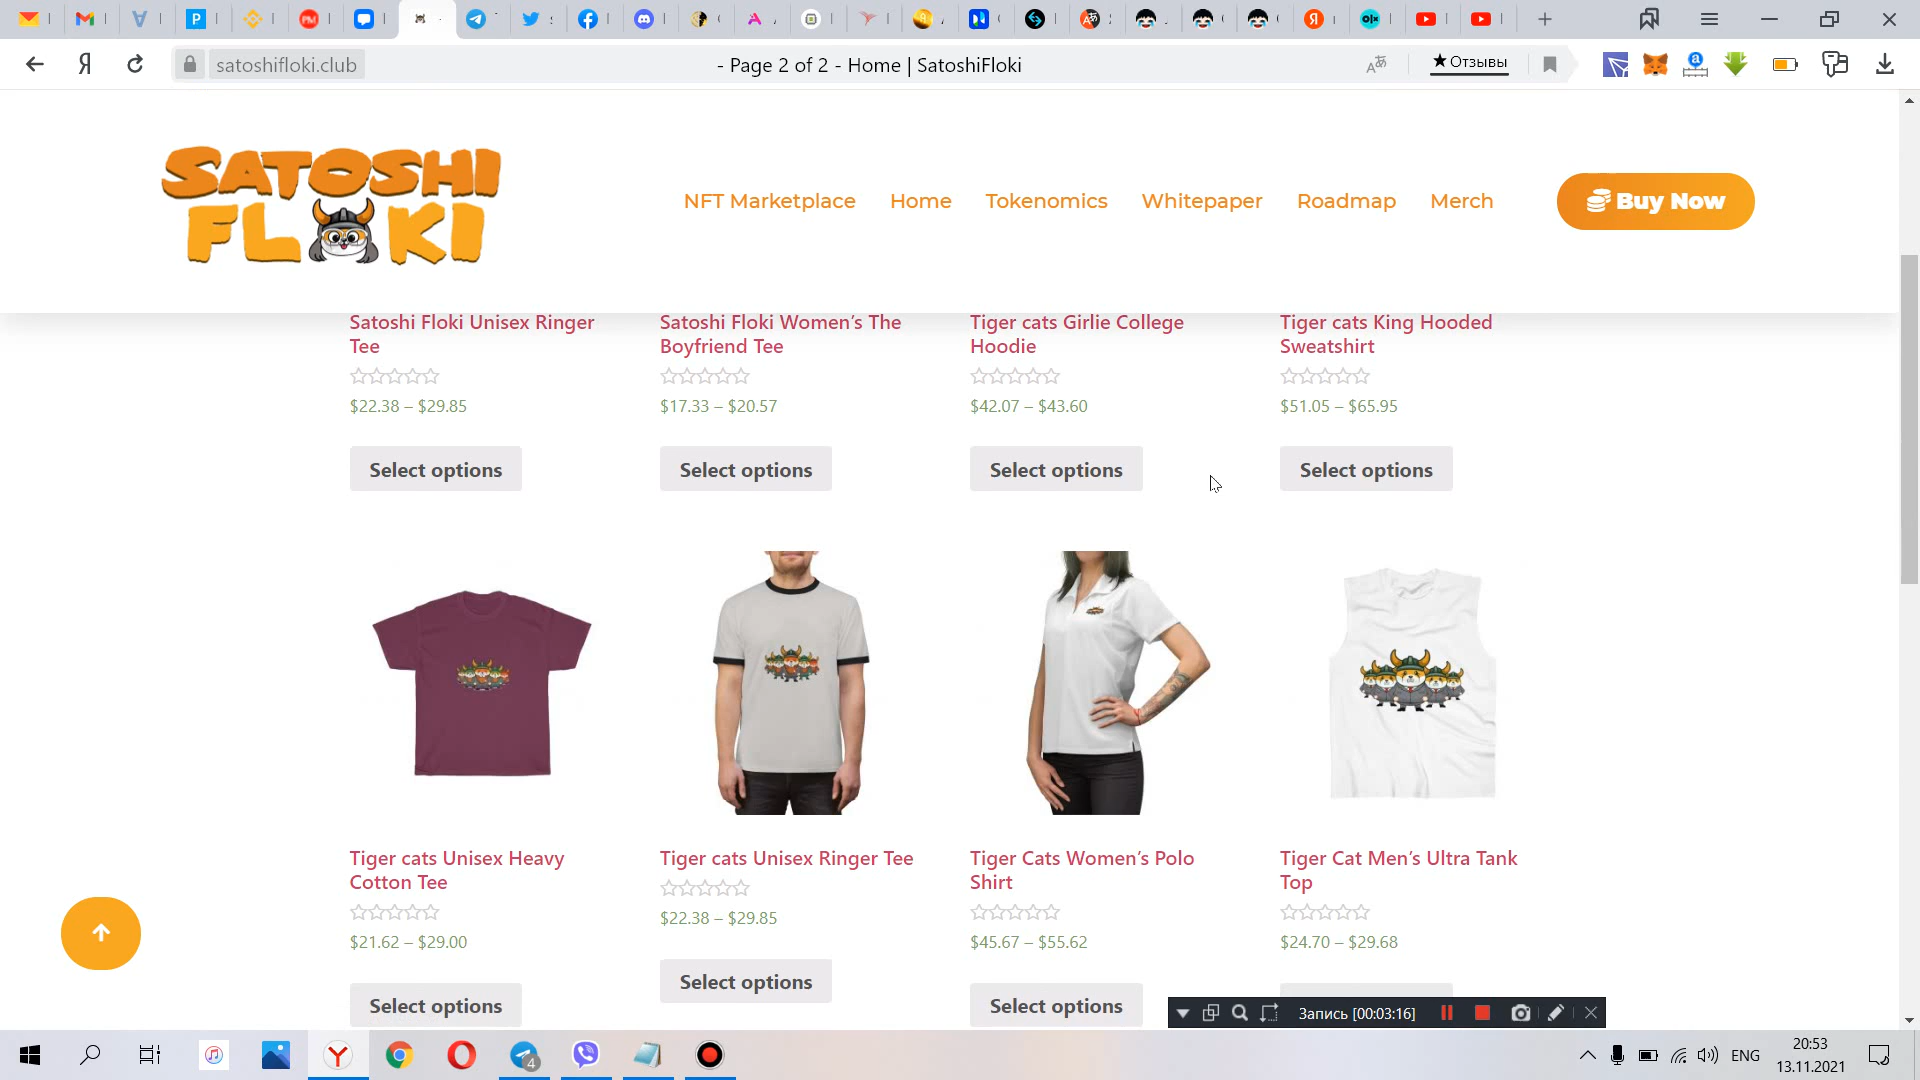 satoshifloki.club
- Page 2 of 2 - Home | SatoshiFloki
★ Отзывы
SATOSHI
FLOKI
NFT Marketplace
Home
Tokenomics
Whitepaper
Roadmap
Merch
Buy Now
Satoshi Floki Unisex Ringer
Tee
$22.38 – $29.85
Select options
Satoshi Floki Women's The
Boyfriend Tee
$17.33 – $20.57
Select options
Tiger cats Girlie College
Hoodie
$42.07 – $43.60
Select options
Tiger cats King Hooded
Sweatshirt
$51.05 – $65.95
Select options
Tiger cats Unisex Heavy
Cotton Tee
$21.62 – $29.00
Select options
Tiger cats Unisex Ringer Tee
$22.38 – $29.85
Select options
Tiger Cats Women's Polo
Shirt
$45.67 – $55.62
Select options
Tiger Cat Men's Ultra Tank
Top
$24.70 – $29.68
Запись [00:03:16]
4
ENG
20:53
13.11.2021